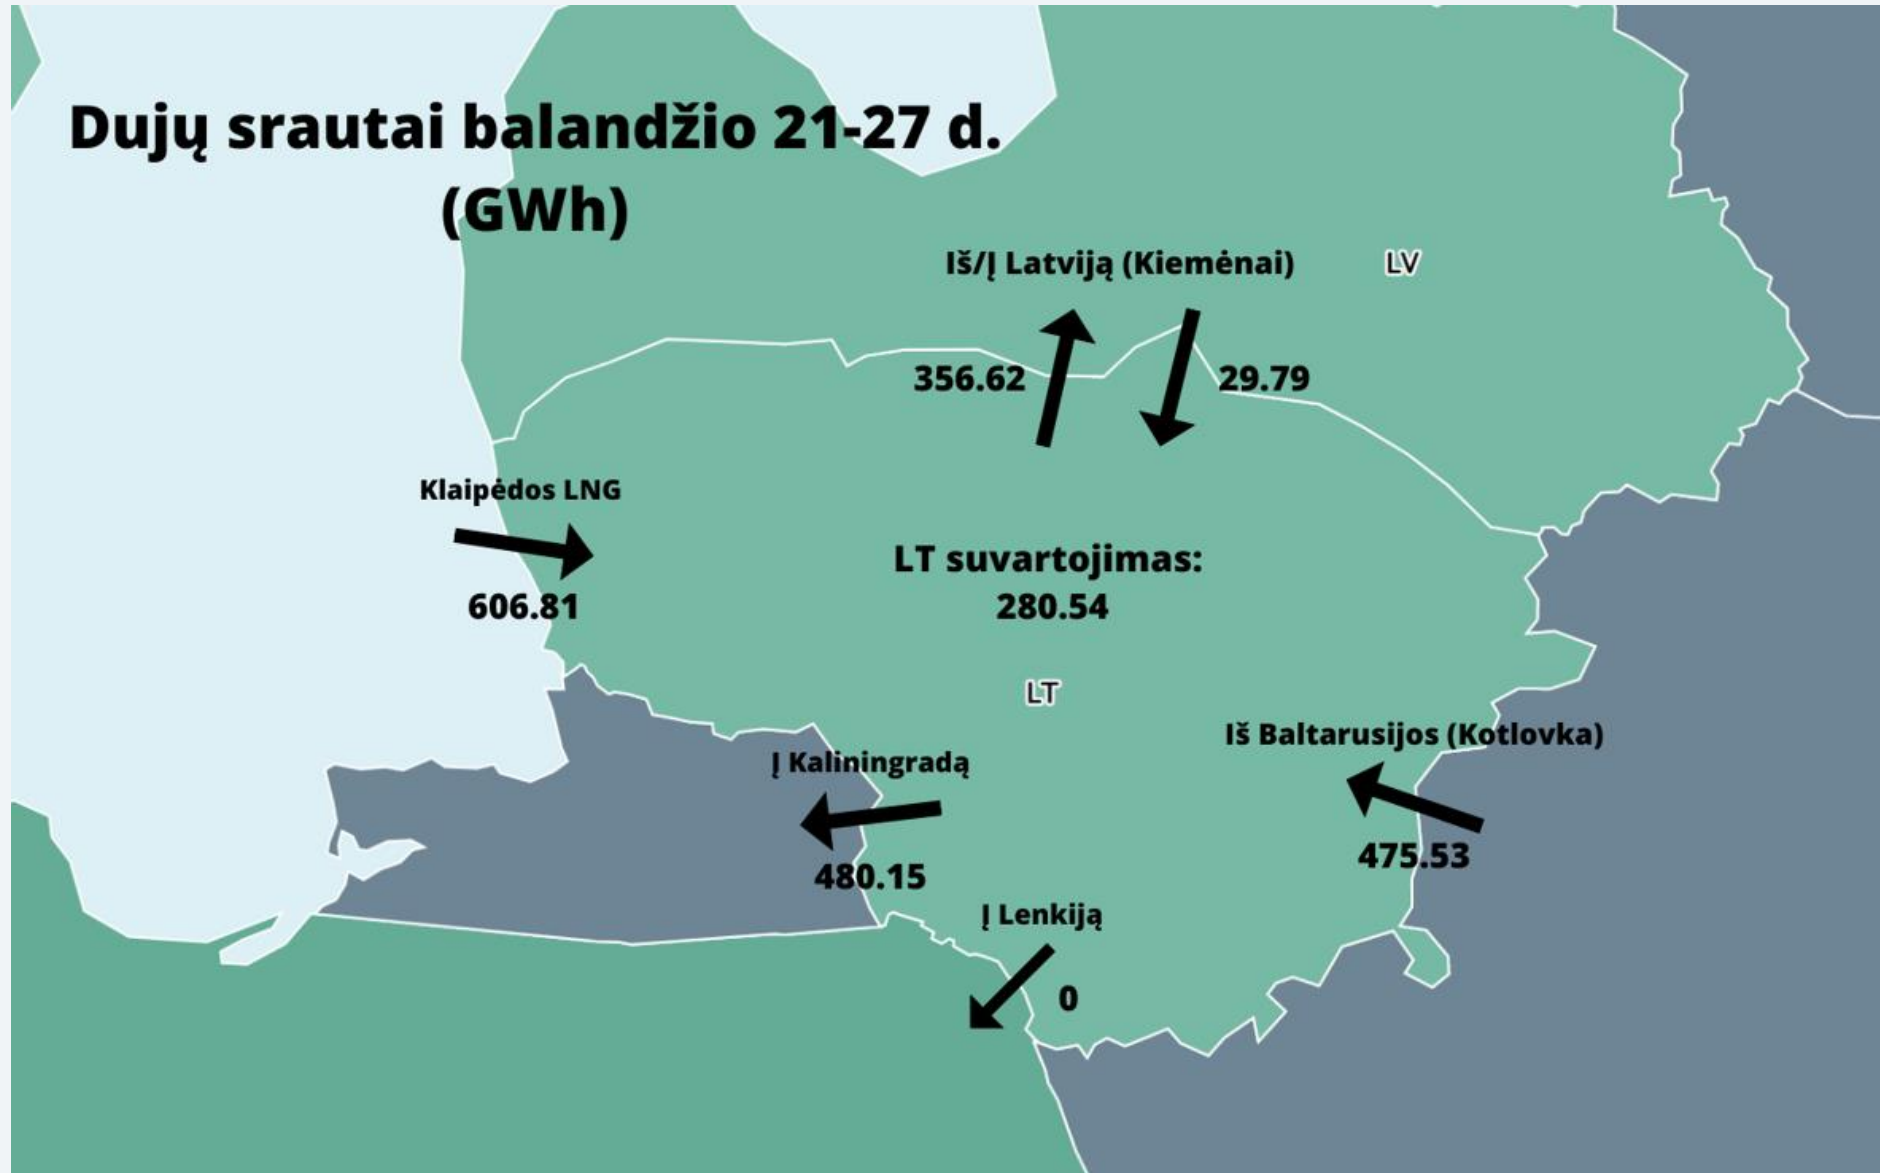 Dujų srautai balandžio 21-27 d.
(GWh)
Iš/Į Latviją (Kiemėnai)
LV
356.62
29.79
Klaipėdos LNG
606.81
LT suvartojimas:
280.54
LT
Iš Baltarusijos (Kotlovka)
475.53
Į Kaliningradą
480.15
Į Lenkiją
0